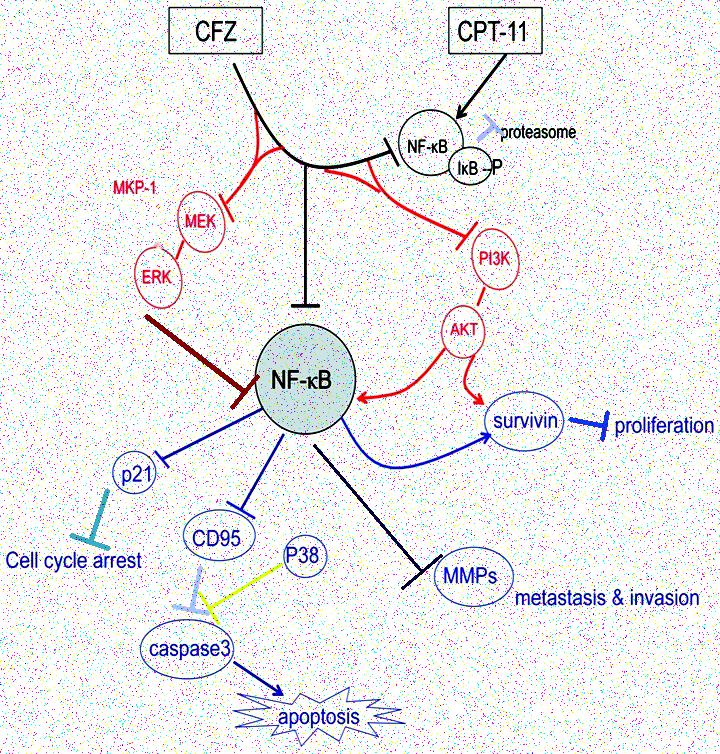 CFZ
CPT-11
NF-κB
proteasome
IκB -P
MKP-1
MEK
PI3K
ERK
AKT
NF-κB
survivin
proliferation
p21
CD95
P38
Cell cycle arrest
MMPs
metastasis & invasion
caspase3
apoptosis